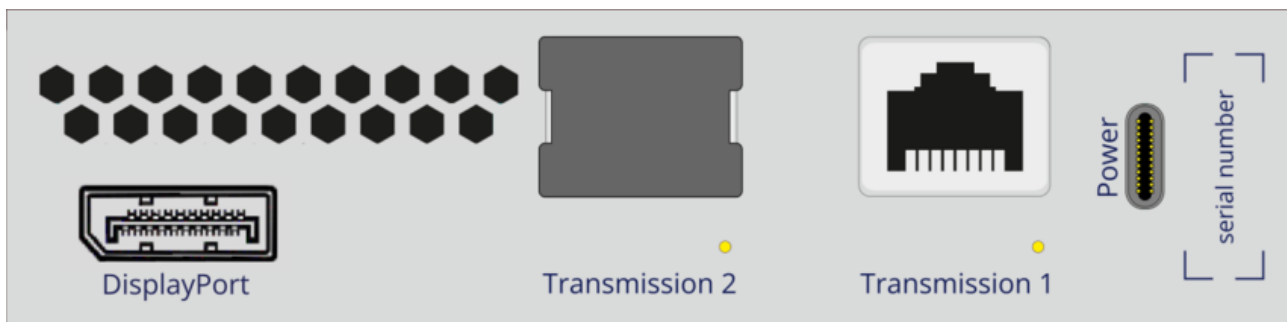 Power
serial number
DisplayPort
Transmission 2
Transmission 1